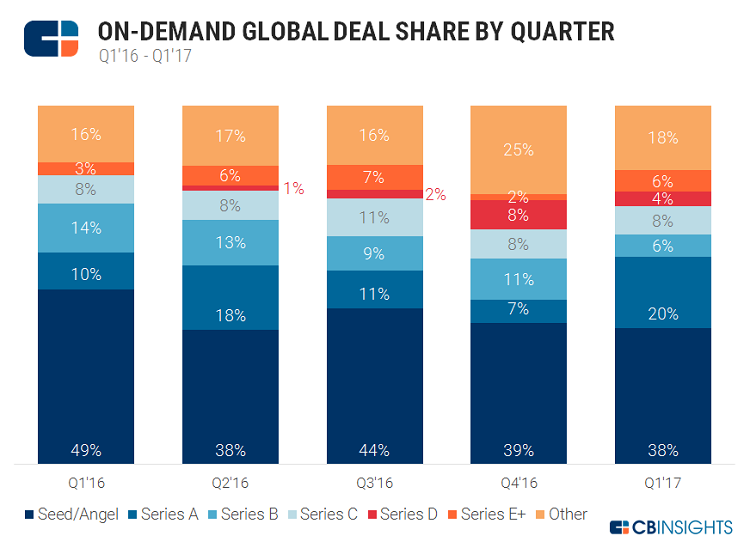 ON-DEMAND GLOBAL DEAL SHARE BY QUARTER
Q1'16 - Q1'17
16% 17% 16% 25% 18%
3% 6% 7% 2% 6%
1% 2% 8% 4%
8% 8% 11% 8% 8%
14% 13% 9% 11% 6%
10% 18% 11% 7% 20%
49% 38% 44% 39% 38%
Q1'16 Q2'16 Q3'16 Q4'16 Q1'17
Seed/Angel Series A Series B Series C Series D Series E+ Other
CBINSIGHTS